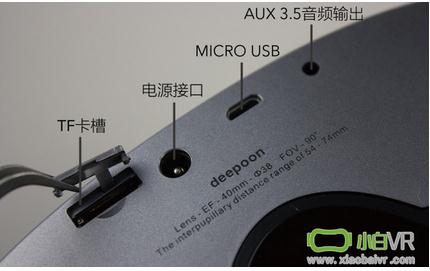 AUX 3.5音频输出
MICRO USB
电源接口
TF卡槽
deepoon
Lens-EF-40mm-Φ38 FOV-90°
The interpupillary distance range of 54-74mm
小白VR
www.xiaobaivr.com